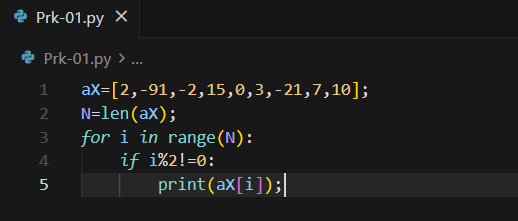 Prk-01.py ×
Prk-01.py > ...
1 aX=[2,-91,-2,15,0,3,-21,7,10];
2 N=len(aX);
3 for i in range(N):
4     if i%2!=0:
5         print(aX[i]);